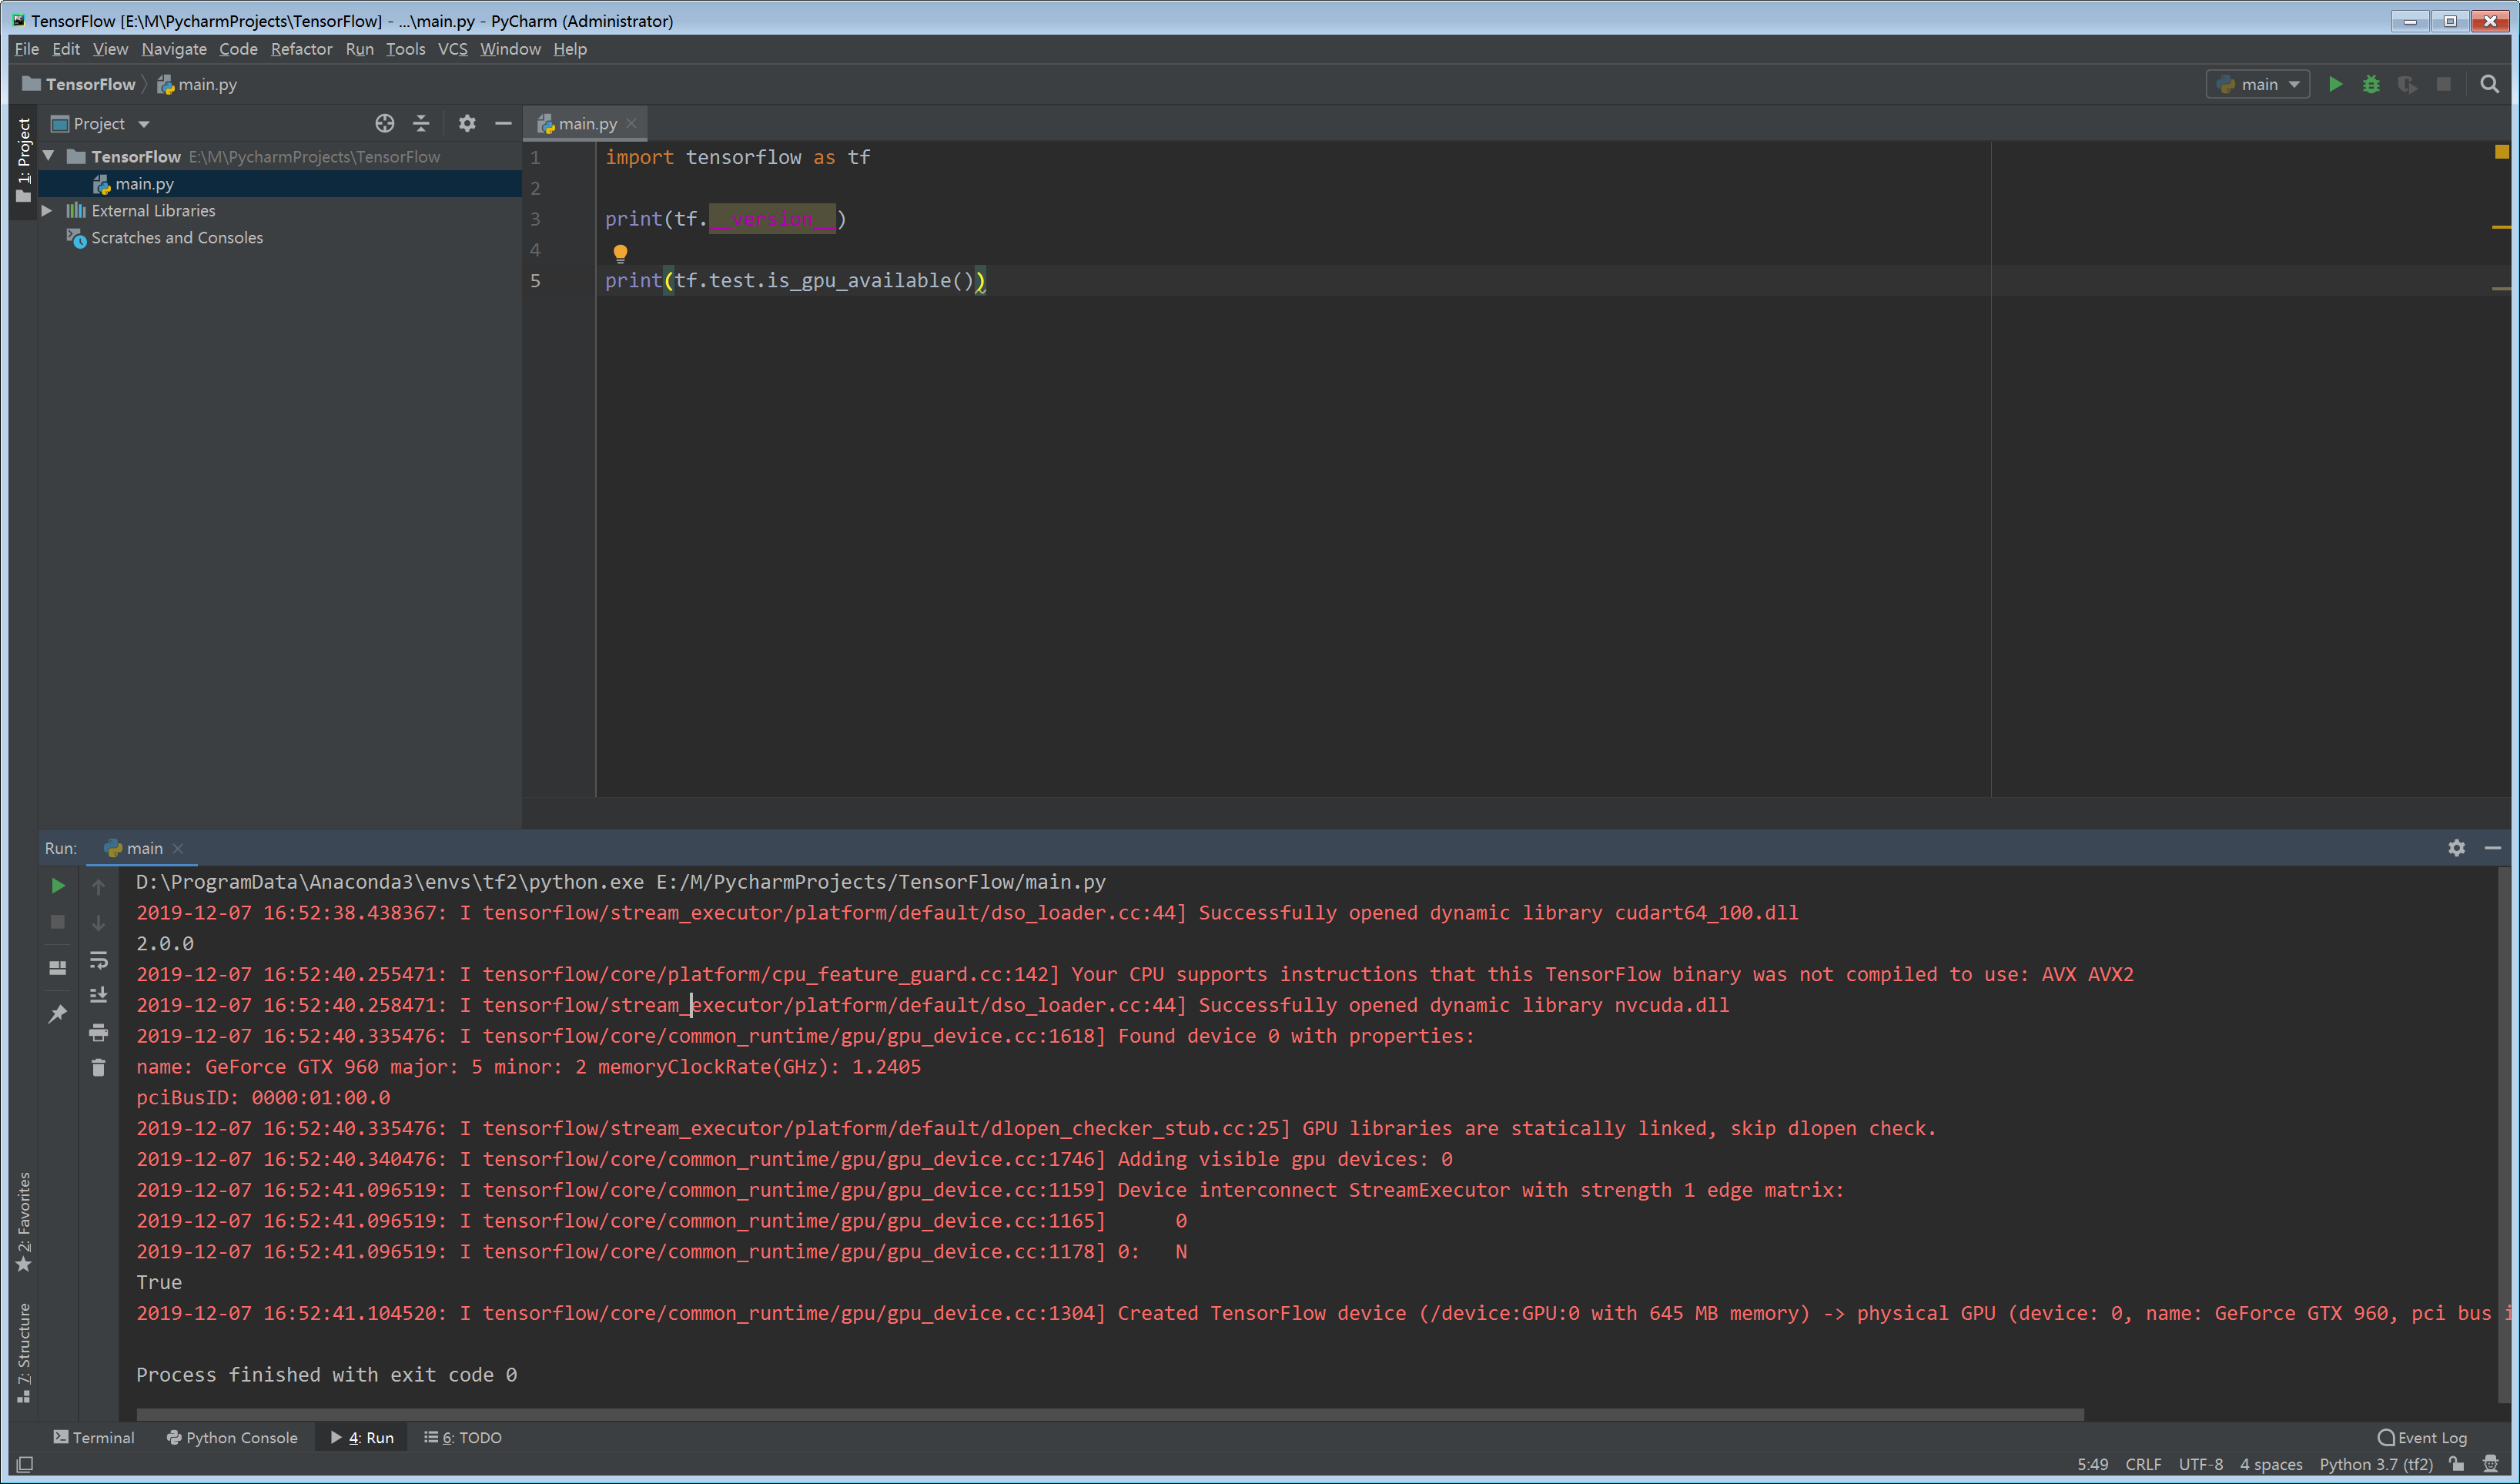 TensorFlow [E:\M\PycharmProjects\TensorFlow] - ...\main.py - PyCharm (Administrator)
File Edit View Navigate Code Refactor Run Tools VCS Window Help
TensorFlow main.py
main
1: Project
Project
main.py
TensorFlow E:\M\PycharmProjects\TensorFlow
main.py
External Libraries
Scratches and Consoles
1 import tensorflow as tf
2
3 print(tf.__version__)
4
5 print(tf.test.is_gpu_available())
Run: main
D:\ProgramData\Anaconda3\envs\tf2\python.exe E:/M/PycharmProjects/TensorFlow/main.py
2019-12-07 16:52:38.438367: I tensorflow/stream_executor/platform/default/dso_loader.cc:44] Successfully opened dynamic library cudart64_100.dll
2.0.0
2019-12-07 16:52:40.255471: I tensorflow/core/platform/cpu_feature_guard.cc:142] Your CPU supports instructions that this TensorFlow binary was not compiled to use: AVX AVX2
2019-12-07 16:52:40.258471: I tensorflow/stream_executor/platform/default/dso_loader.cc:44] Successfully opened dynamic library nvcuda.dll
2019-12-07 16:52:40.335476: I tensorflow/core/common_runtime/gpu/gpu_device.cc:1618] Found device 0 with properties:
name: GeForce GTX 960 major: 5 minor: 2 memoryClockRate(GHz): 1.2405
pciBusID: 0000:01:00.0
2019-12-07 16:52:40.335476: I tensorflow/stream_executor/platform/default/dlopen_checker_stub.cc:25] GPU libraries are statically linked, skip dlopen check.
2019-12-07 16:52:40.340476: I tensorflow/core/common_runtime/gpu/gpu_device.cc:1746] Adding visible gpu devices: 0
2019-12-07 16:52:41.096519: I tensorflow/core/common_runtime/gpu/gpu_device.cc:1159] Device interconnect StreamExecutor with strength 1 edge matrix:
2019-12-07 16:52:41.096519: I tensorflow/core/common_runtime/gpu/gpu_device.cc:1165]      0
2019-12-07 16:52:41.096519: I tensorflow/core/common_runtime/gpu/gpu_device.cc:1178] 0:   N
True
2019-12-07 16:52:41.104520: I tensorflow/core/common_runtime/gpu/gpu_device.cc:1304] Created TensorFlow device (/device:GPU:0 with 645 MB memory) -> physical GPU (device: 0, name: GeForce GTX 960, pci bus i
Process finished with exit code 0
2: Favorites
7: Structure
Terminal Python Console 4: Run 6: TODO Event Log
5:49 CRLF UTF-8 4 spaces Python 3.7 (tf2)